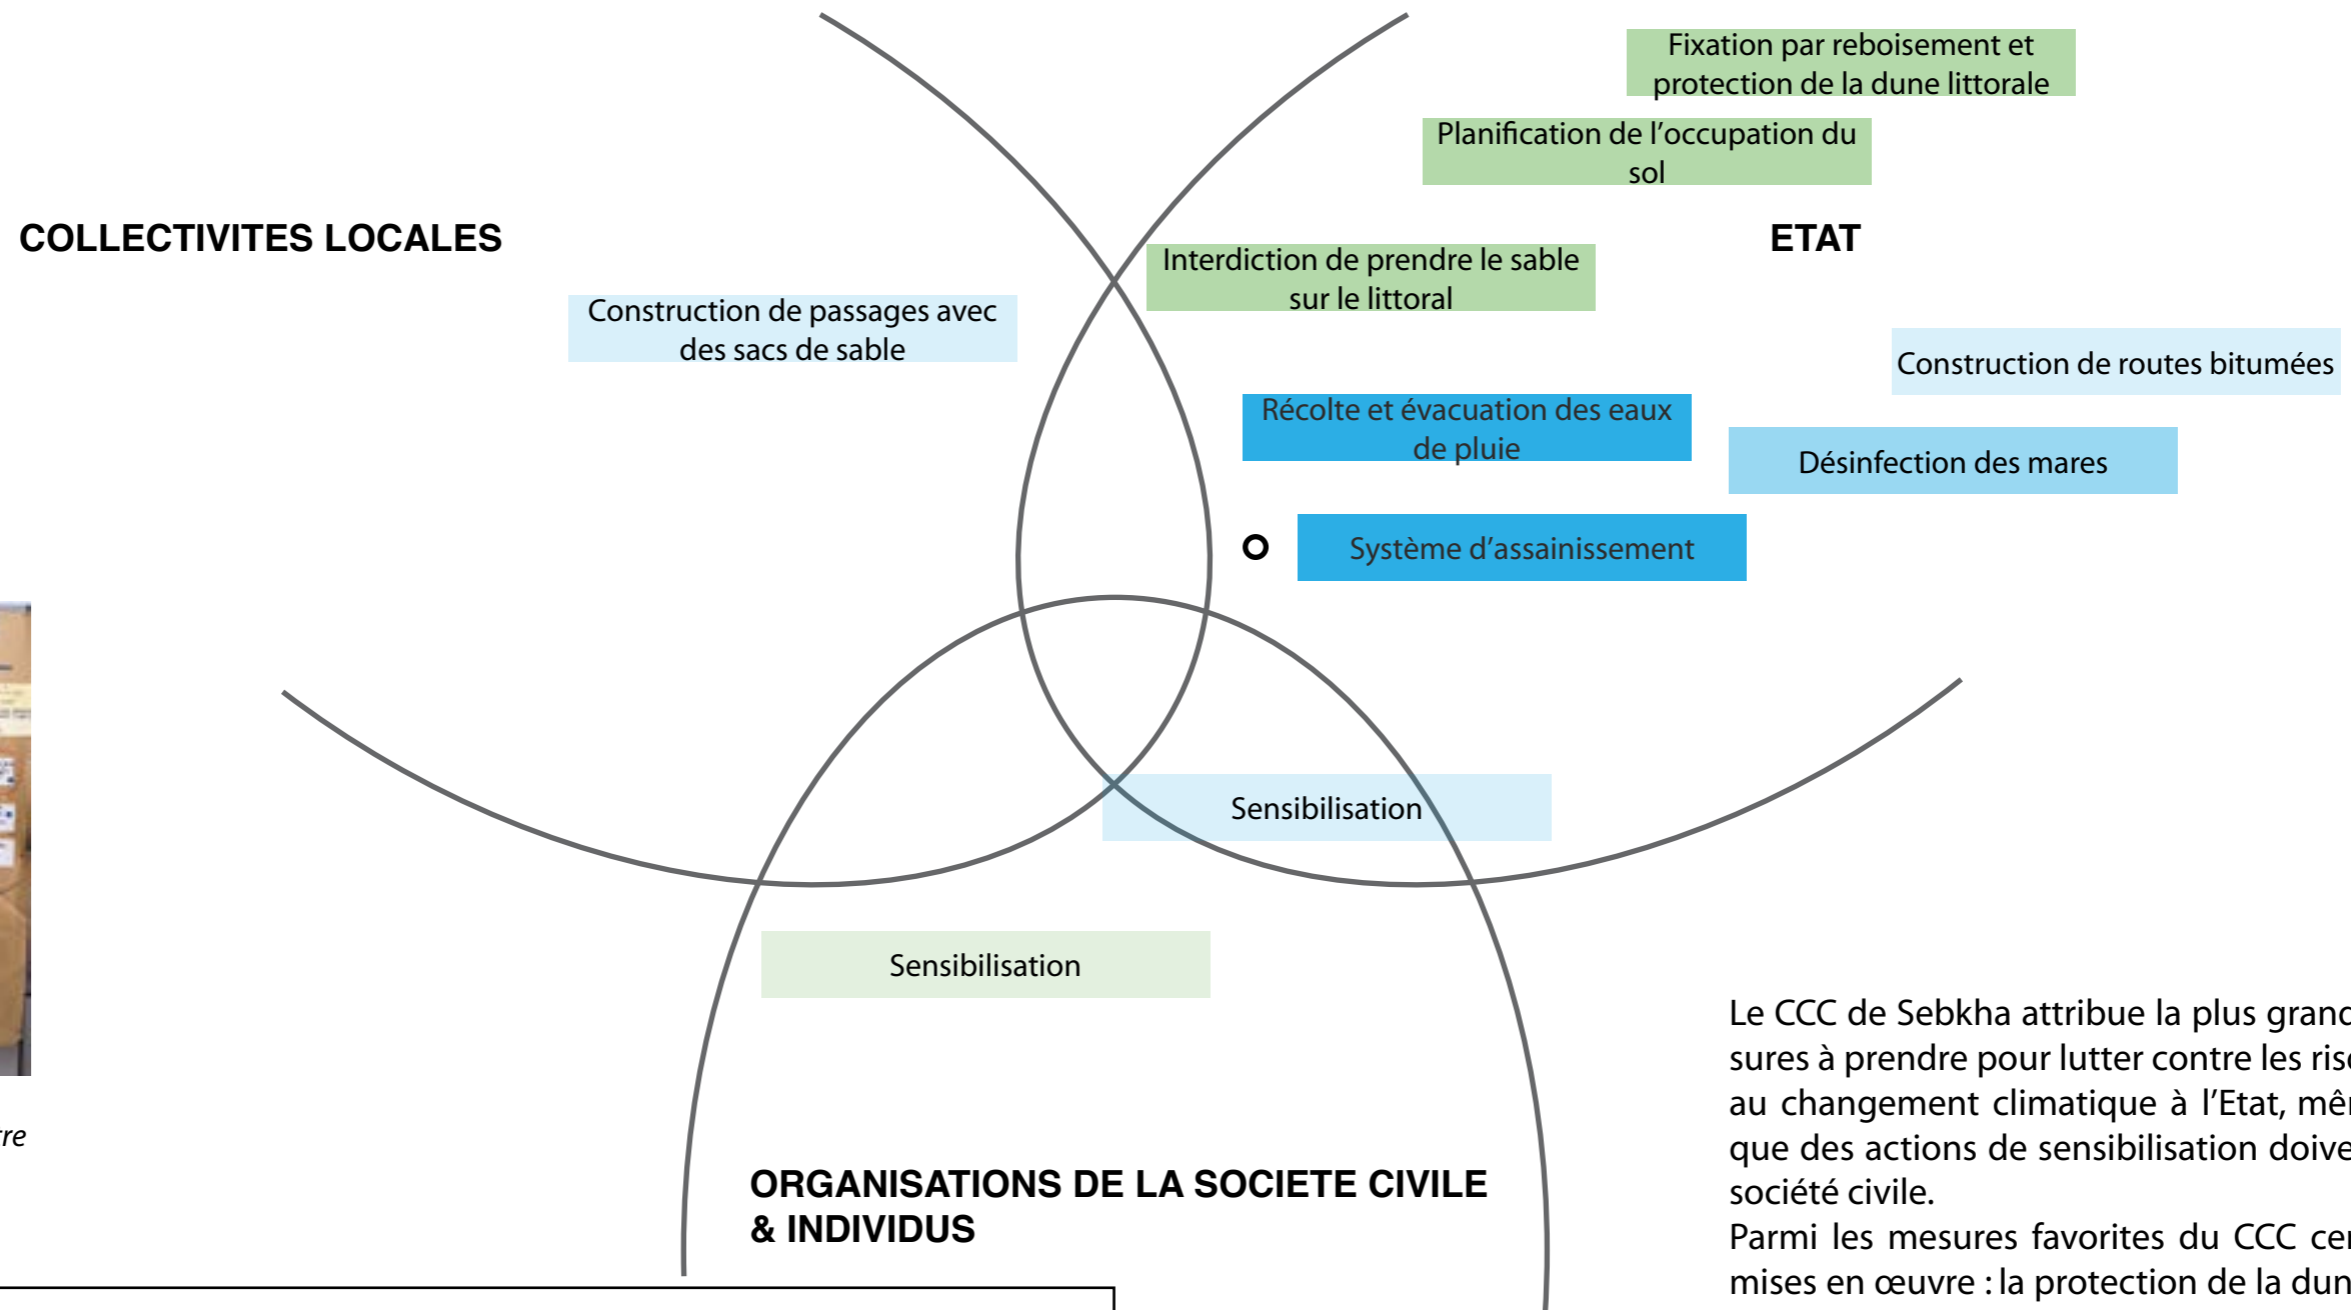 Fixation par reboisement et
protection de la dune littorale
Planification de l’occupation du
sol
COLLECTIVITES LOCALES
ETAT
Interdiction de prendre le sable
sur le littoral
Construction de passages avec
des sacs de sable
Construction de routes bitumées
Récolte et évacuation des eaux
de pluie
Désinfection des mares
Système d’assainissement
Sensibilisation
Sensibilisation
ORGANISATIONS DE LA SOCIETE CIVILE
& INDIVIDUS
Le CCC de Sebkha attribue la plus grand
sures à prendre pour lutter contre les ris
au changement climatique à l’Etat, mê
que des actions de sensibilisation doive
société civile.
Parmi les mesures favorites du CCC cer
mises en œuvre : la protection de la dun